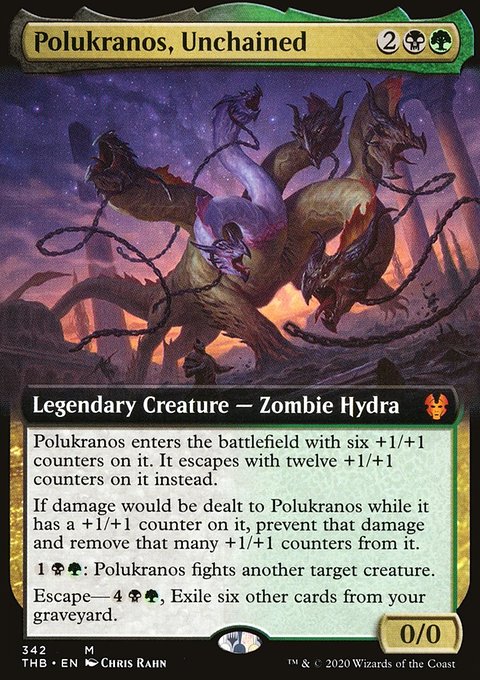 Polukranos, Unchained 2
Legendary Creature — Zombie Hydra
Polukranos enters the battlefield with six +1/+1
counters on it. It escapes with twelve +1/+1
counters on it instead.
If damage would be dealt to Polukranos while it
has a +1/+1 counter on it, prevent that damage
and remove that many +1/+1 counters from it.
1 : Polukranos fights another target creature.
Escape—4 , Exile six other cards from your
graveyard.
0/0
342 M
THB • EN Chris Rahn
™ & © 2020 Wizards of the Coast